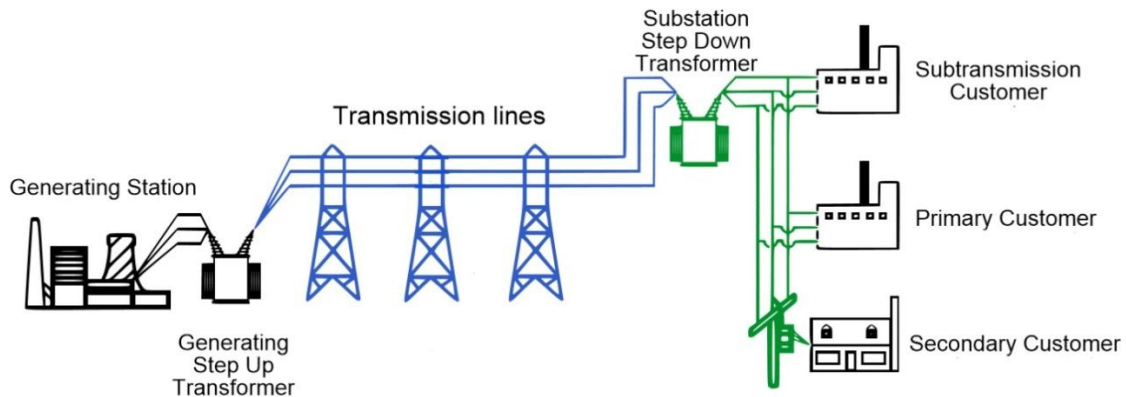 Generating Station
Generating
Step Up
Transformer
Transmission lines
Substation
Step Down
Transformer
Subtransmission
Customer
Primary Customer
Secondary Customer